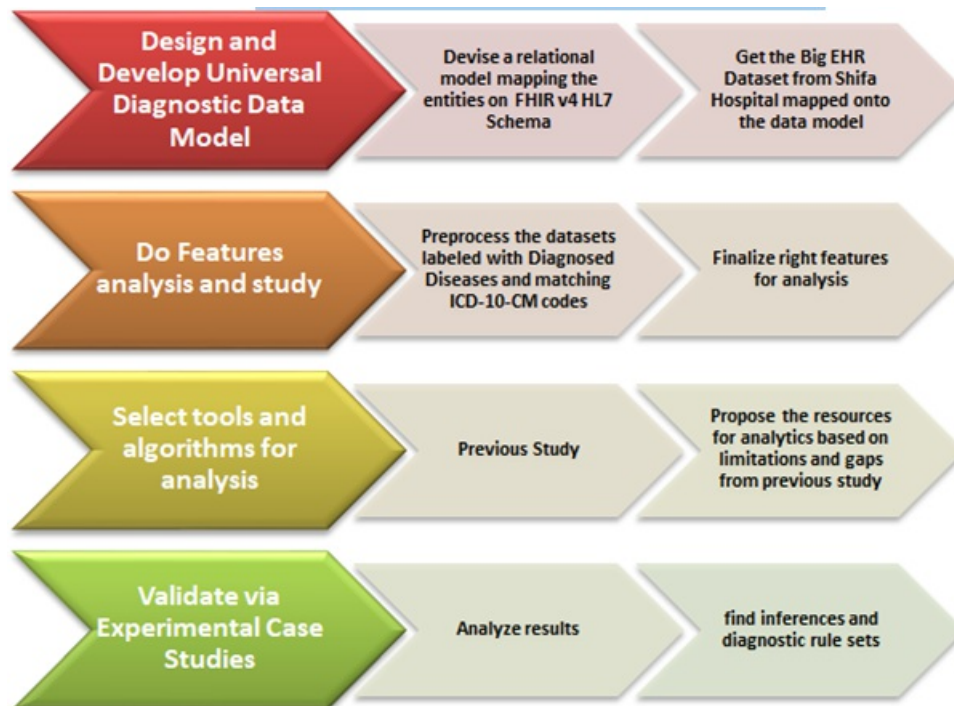 Design and
Develop Universal
Diagnostic Data
Model
Devise a relational
model mapping the
entities on FHIR v4 HL7
Schema
Get the Big EHR
Dataset from Shifa
Hospital mapped onto
the data model
Do Features
analysis and study
Preprocess the datasets
labeled with Diagnosed
Diseases and matching
ICD-10-CM codes
Finalize right features
for analysis
Select tools and
algorithms for
analysis
Previous Study
Propose the resources
for analytics based on
limitations and gaps
from previous study
Validate via
Experimental Case
Studies
Analyze results
find inferences and
diagnostic rule sets